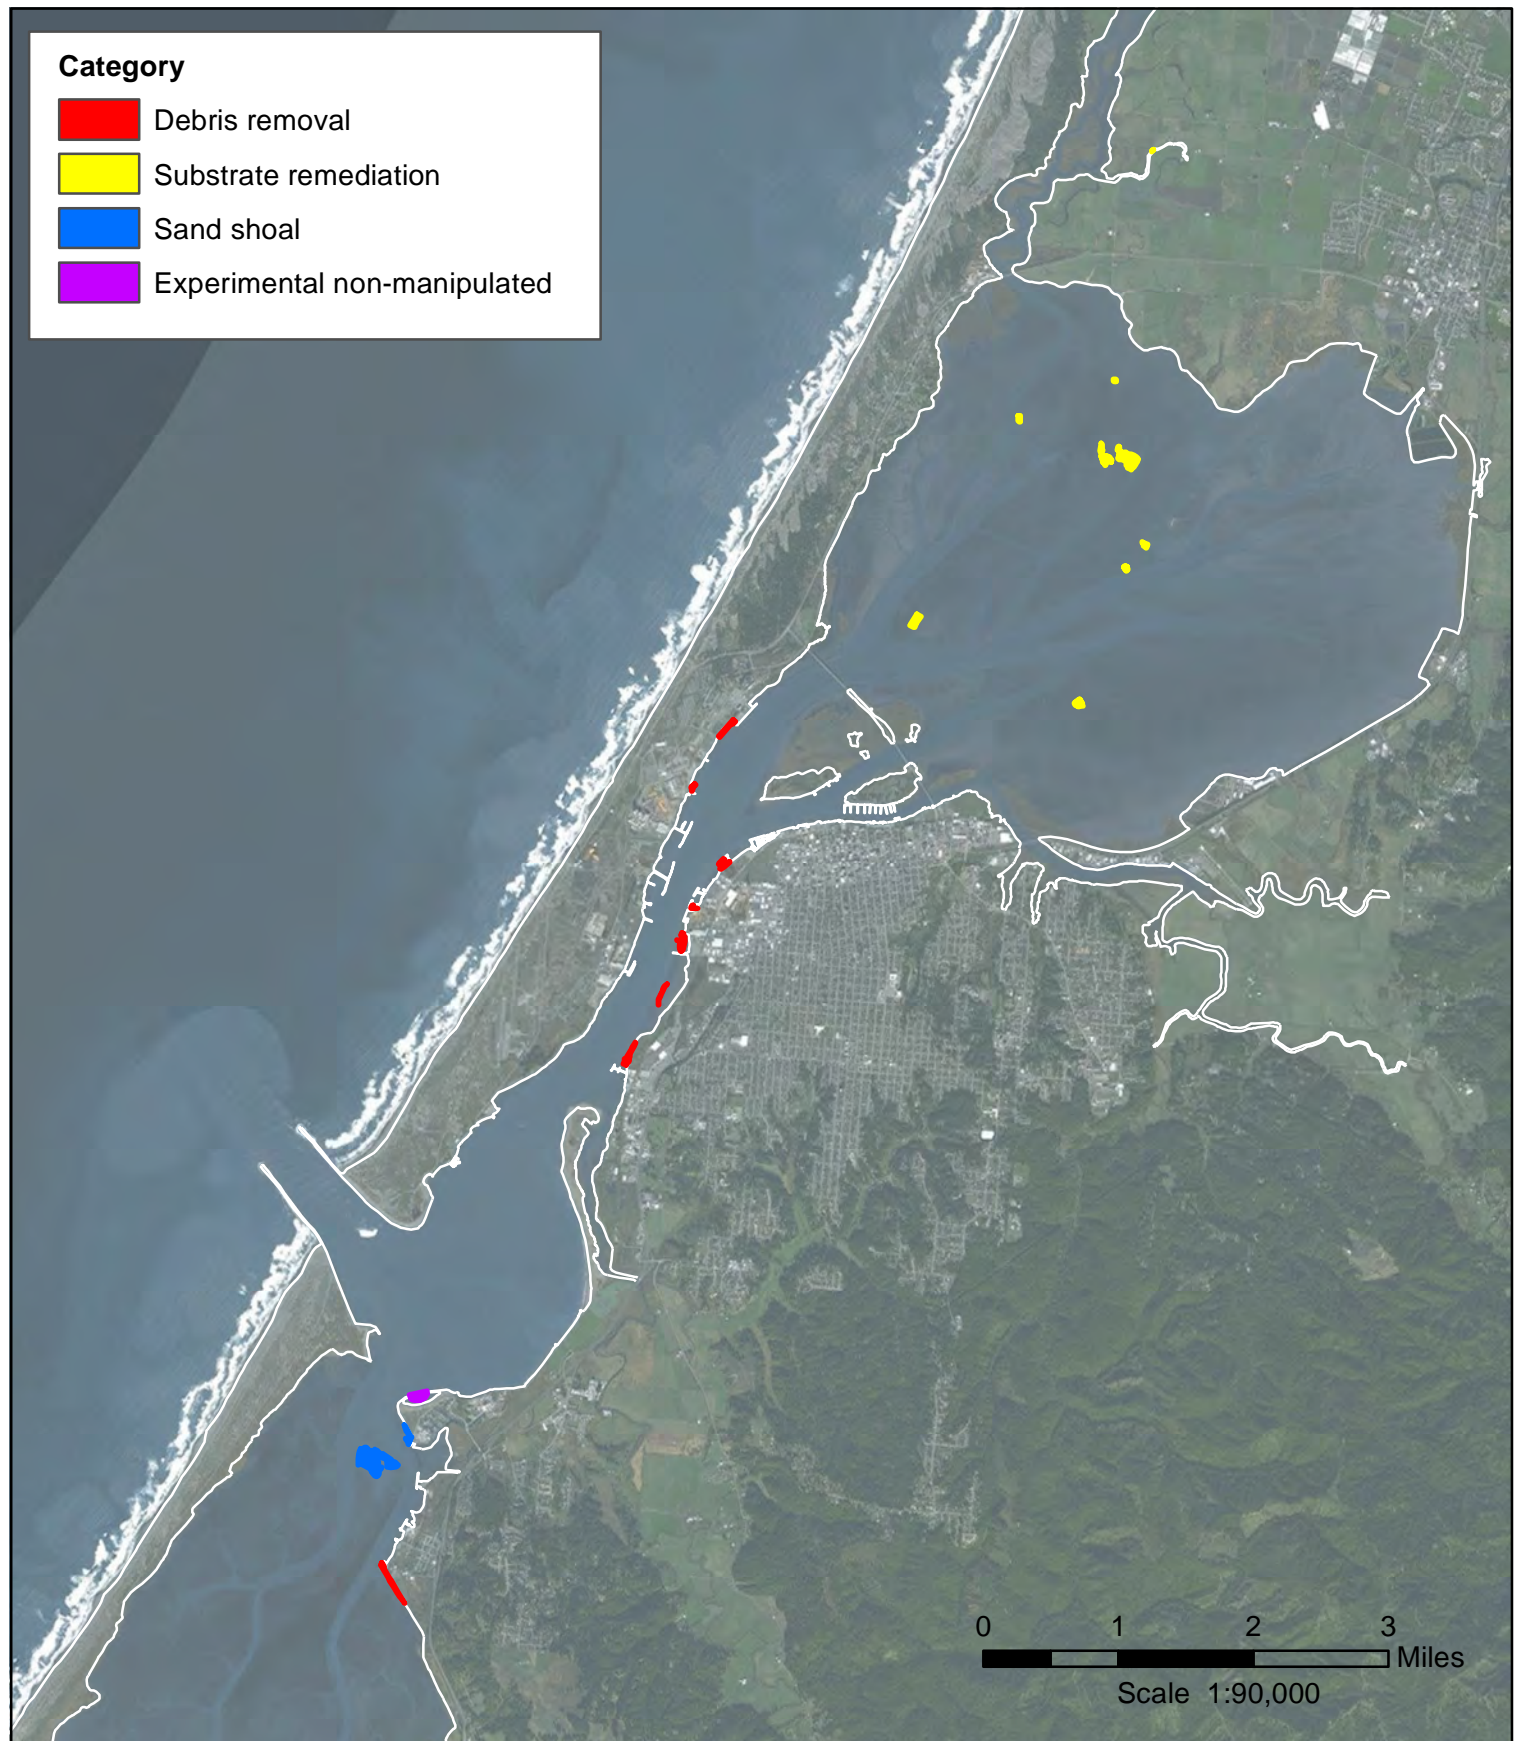 Category
Debris removal
Substrate remediation
Sand shoal
Experimental non-manipulated
0 1 2 3
Miles
Scale 1:90,000